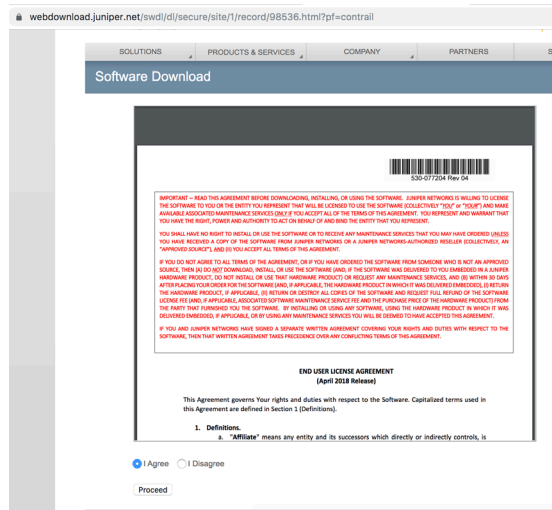 webdownload.juniper.net/swdl/dl/secure/site/1/record/98536.html?pf=contrail
SOLUTIONS PRODUCTS & SERVICES COMPANY PARTNERS S
Software Download
530-077204 Rev 04
IMPORTANT – READ THIS AGREEMENT BEFORE DOWNLOADING, INSTALLING, OR USING THE SOFTWARE. JUNIPER NETWORKS IS WILLING TO LICENSE
THE SOFTWARE TO YOU OR THE ENTITY YOU REPRESENT THAT WILL BE LICENSED TO USE THE SOFTWARE (COLLECTIVELY "YOU" or "YOUR") AND MAKE
AVAILABLE ASSOCIATED MAINTENANCE SERVICES ONLY IF YOU ACCEPT ALL OF THE TERMS OF THIS AGREEMENT. YOU REPRESENT AND WARRANT THAT
YOU HAVE THE RIGHT, POWER AND AUTHORITY TO ACT ON BEHALF OF AND BIND THE ENTITY THAT YOU REPRESENT.
YOU SHALL HAVE NO RIGHT TO INSTALL OR USE THE SOFTWARE OR TO RECEIVE ANY MAINTENANCE SERVICES THAT YOU MAY HAVE ORDERED UNLESS
YOU HAVE RECEIVED A COPY OF THE SOFTWARE FROM JUNIPER NETWORKS OR A JUNIPER NETWORKS-AUTHORIZED RESELLER (COLLECTIVELY, AN
"APPROVED SOURCE"), AND (II) YOU ACCEPT ALL TERMS OF THIS AGREEMENT.
IF YOU DO NOT AGREE TO ALL TERMS OF THE AGREEMENT, OR IF YOU HAVE ORDERED THE SOFTWARE FROM SOMEONE WHO IS NOT AN APPROVED
SOURCE, THEN (A) DO NOT DOWNLOAD, INSTALL, OR USE THE SOFTWARE (AND, IF THE SOFTWARE WAS DELIVERED TO YOU EMBEDDED IN A JUNIPER
HARDWARE PRODUCT, DO NOT INSTALL OR USE THAT HARDWARE PRODUCT) OR REQUEST ANY MAINTENANCE SERVICES, AND (B) WITHIN 30 DAYS
AFTER PLACING YOUR ORDER FOR THE SOFTWARE (AND, IF APPLICABLE, THE HARDWARE PRODUCT IN WHICH IT WAS DELIVERED EMBEDDED), (I) RETURN
THE HARDWARE PRODUCT, IF APPLICABLE, (II) RETURN OR DESTROY ALL COPIES OF THE SOFTWARE AND REQUEST FULL REFUND OF THE SOFTWARE
LICENSE FEE (AND, IF APPLICABLE, ASSOCIATED SOFTWARE MAINTENANCE SERVICE FEE AND THE PURCHASE PRICE OF THE HARDWARE PRODUCT) FROM
THE PARTY THAT FURNISHED YOU THE SOFTWARE. BY INSTALLING OR USING ANY SOFTWARE, USING THE HARDWARE PRODUCT IN WHICH IT WAS
DELIVERED EMBEDDED, IF APPLICABLE, OR BY USING ANY MAINTENANCE SERVICES YOU WILL BE DEEMED TO HAVE ACCEPTED THIS AGREEMENT.
IF YOU AND JUNIPER NETWORKS HAVE SIGNED A SEPARATE WRITTEN AGREEMENT COVERING YOUR RIGHTS AND DUTIES WITH RESPECT TO THE
SOFTWARE, THEN THAT WRITTEN AGREEMENT TAKES PRECEDENCE OVER ANY CONFLICTING TERMS OF THIS AGREEMENT.
END USER LICENSE AGREEMENT
(April 2018 Release)
This Agreement governs Your rights and duties with respect to the Software. Capitalized terms used in
this Agreement are defined in Section 1 (Definitions).
1. Definitions.
a. "Affiliate" means any entity and its successors which directly or indirectly controls, is
I Agree I Disagree
Proceed